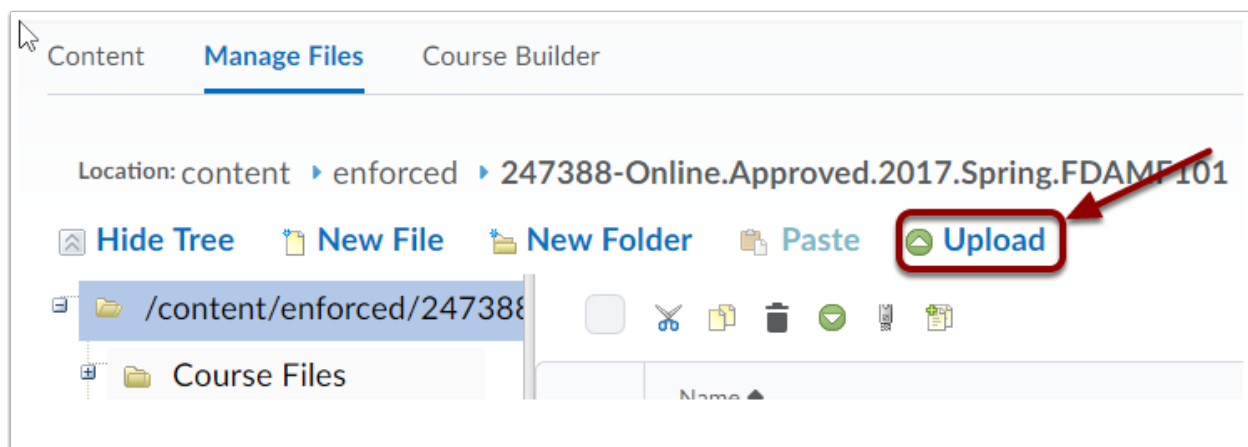 Content Manage Files Course Builder
Location: content enforced 247388-Online.Approved.2017.Spring.FDAMF101
Hide Tree New File New Folder Paste Upload
/content/enforced/247388
Course Files
Name